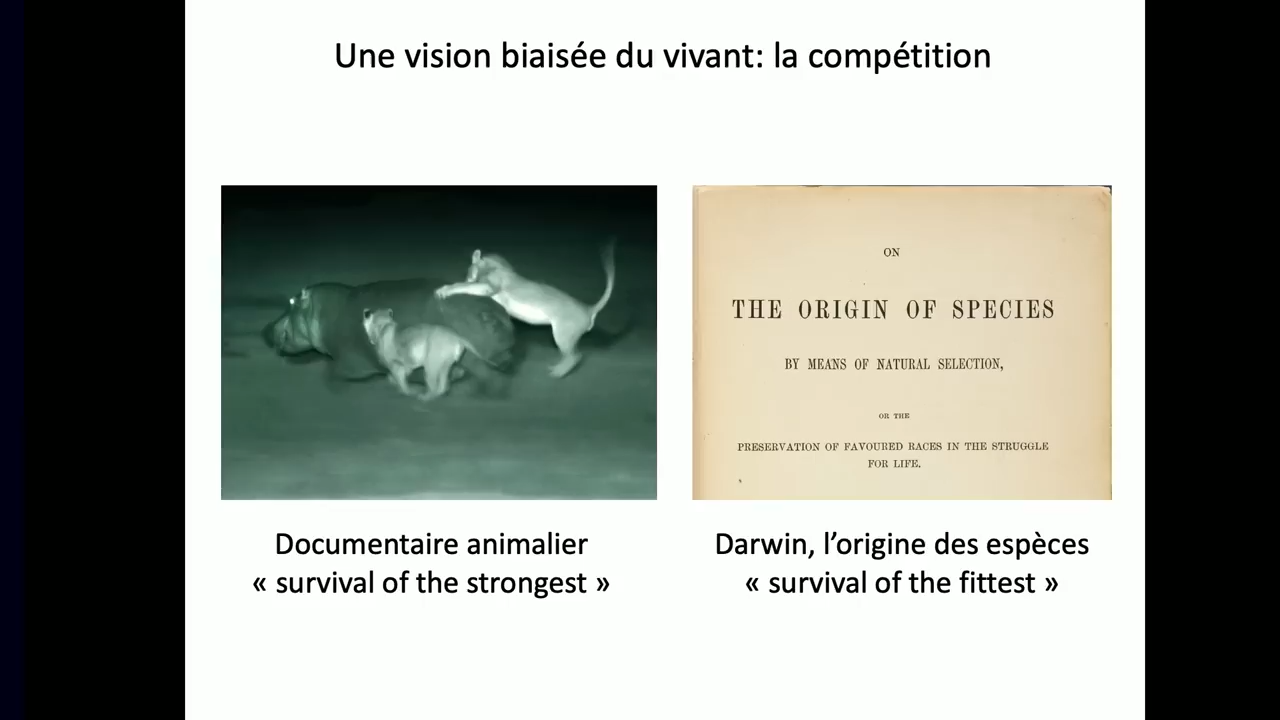 Une vision biaisée du vivant: la compétition
ON
THE ORIGIN OF SPECIES
BY MEANS OF NATURAL SELECTION,
OR THE
PRESERVATION OF FAVOURED RACES IN THE STRUGGLE
FOR LIFE.
Documentaire animalier
« survival of the strongest »
Darwin, l’origine des espèces
« survival of the fittest »